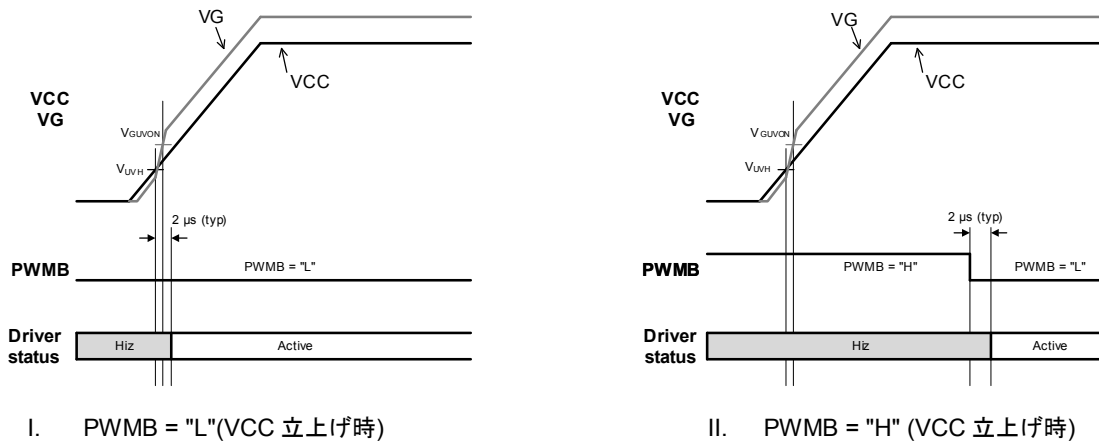 VG
VCC
VCC
VG
VGUVON
VUVH
2 µs (typ)
PWMB
PWMB = "L"
Driver
status
Hiz
Active
I. PWMB = "L"(VCC 立上げ時)
VG
VCC
VCC
VG
VGUVON
VUVH
2 µs (typ)
PWMB
PWMB = "H"
PWMB = "L"
Driver
status
Hiz
Active
II. PWMB = "H" (VCC 立上げ時)